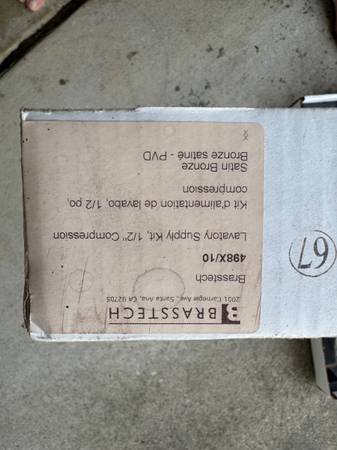 BRASSTECH
2001 Carnegie Ave., Santa Ana, CA 92705
Brasstech
498X/10
Lavatory Supply Kit, 1/2" Compression
Kit d'alimentation de lavabo, 1/2 po,
compression
Satin Bronze
Bronze satiné - PVD
67